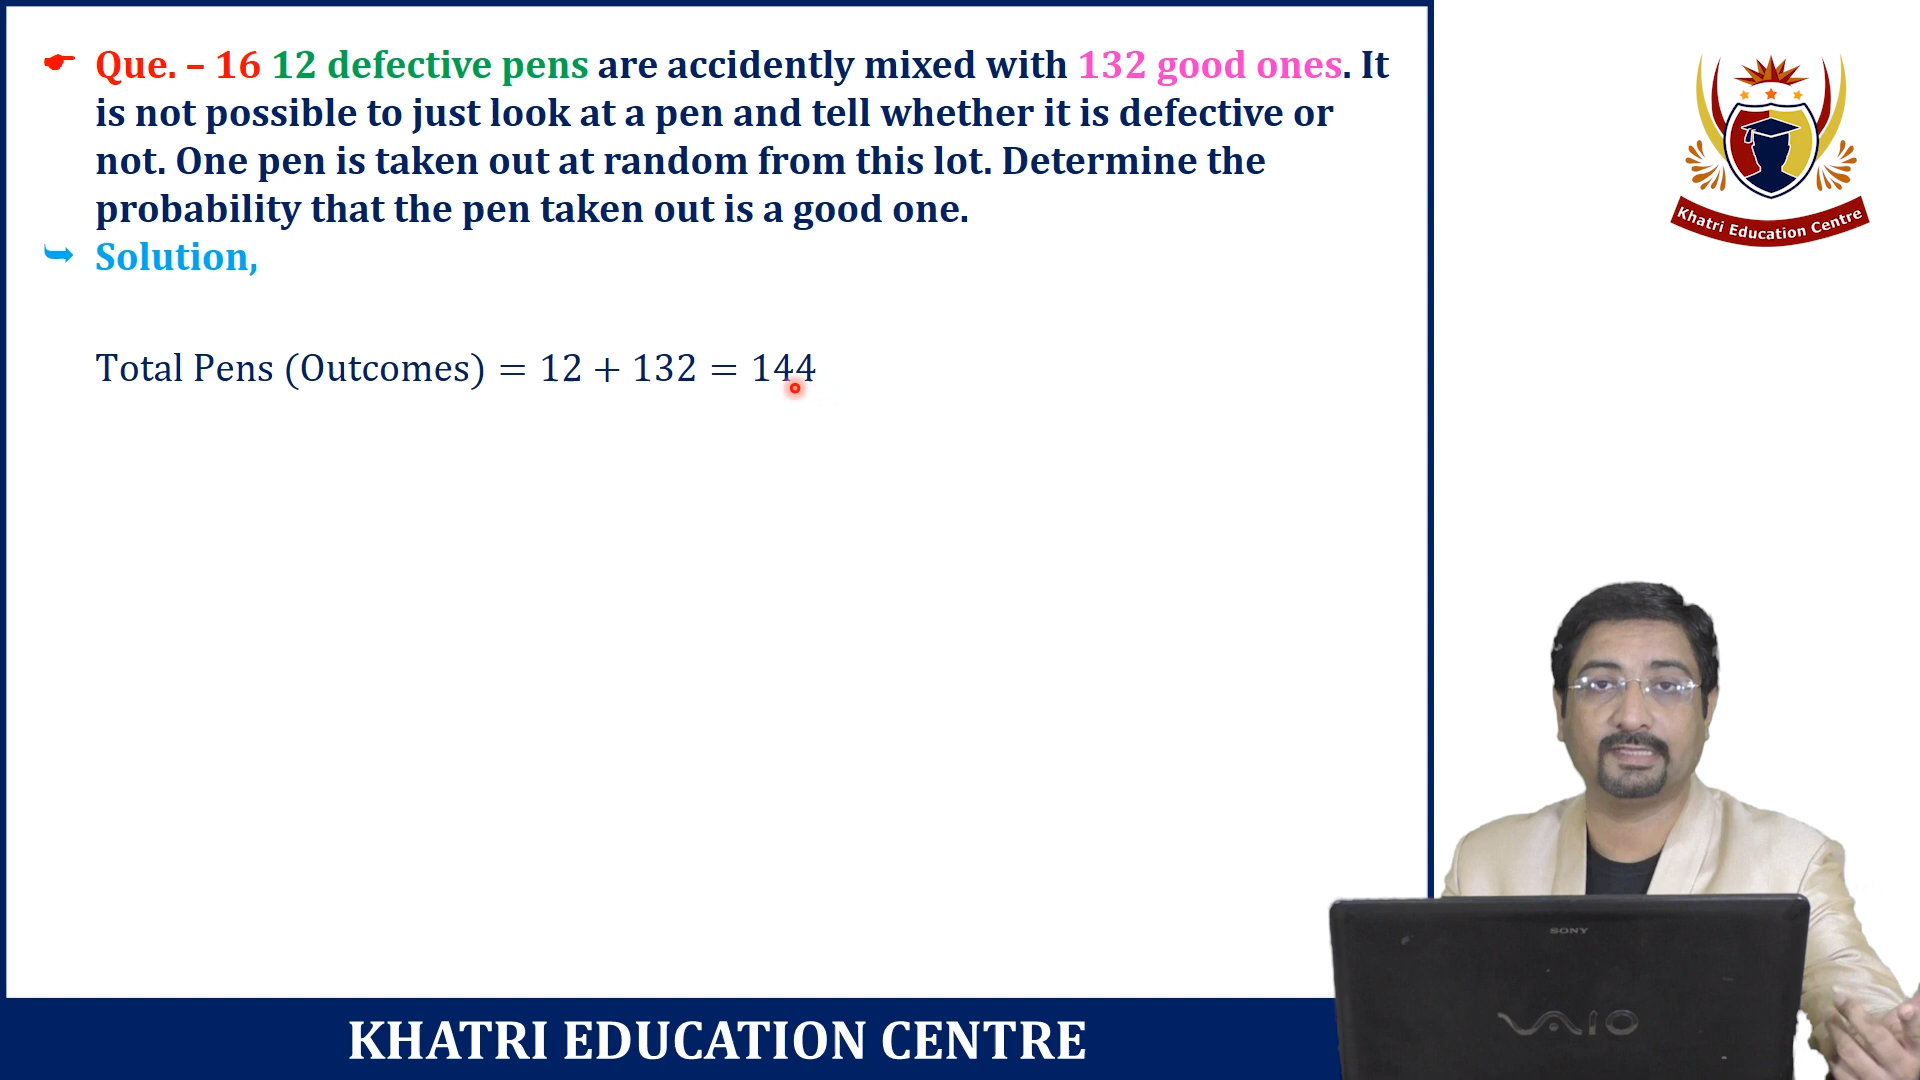 Que. – 16 12 defective pens are accidently mixed with 132 good ones. It
is not possible to just look at a pen and tell whether it is defective or
not. One pen is taken out at random from this lot. Determine the
probability that the pen taken out is a good one.
Solution,
Total Pens (Outcomes) = 12 + 132 = 144
Khatri Education Centre
SONY
VAIO
KHATRI EDUCATION CENTRE